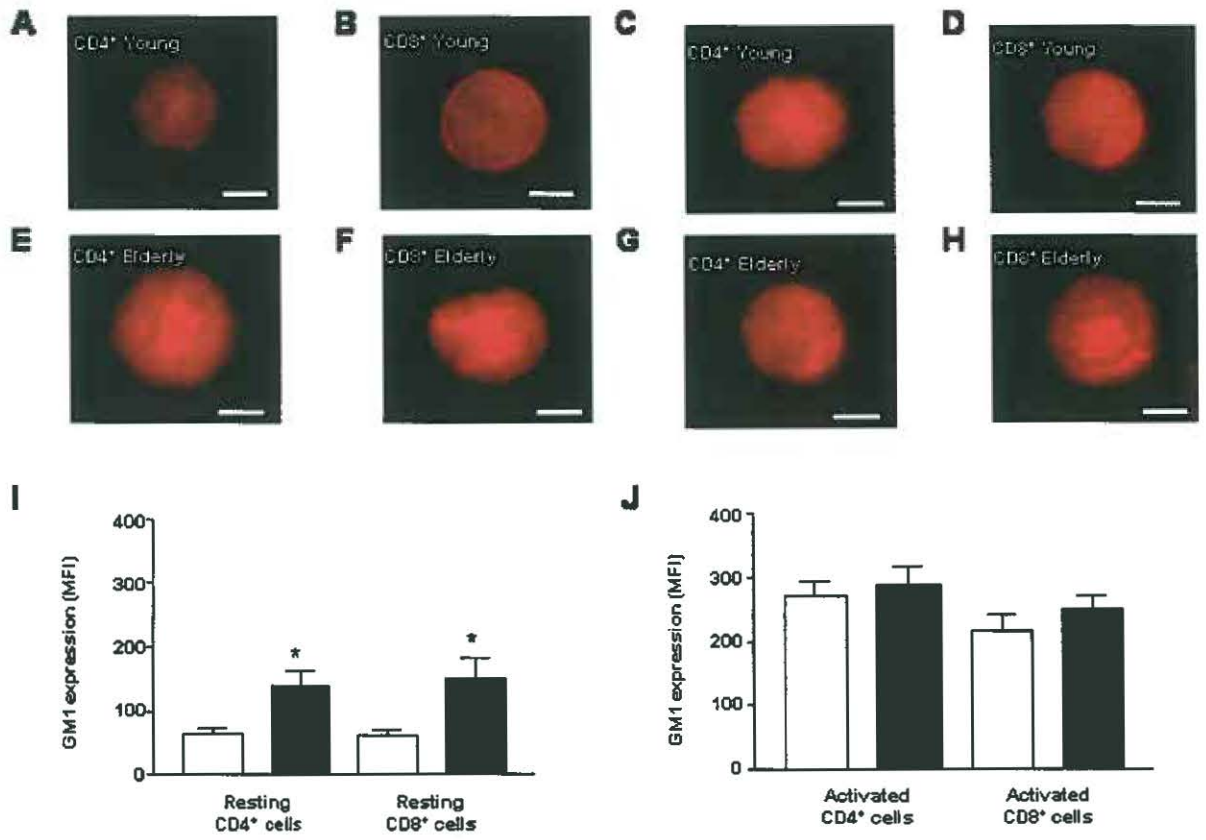 A
B
C
D
CD4⁺ Young
CD8⁺ Young
CD4⁺ Young
CD8⁺ Young
E
F
G
H
CD4⁺ Elderly
CD8⁺ Elderly
CD4⁺ Elderly
CD8⁺ Elderly
I
400
300
200
100
0
GM1 expression (MFI)
*
*
Resting
CD4⁺ cells
Resting
CD8⁺ cells
J
400
300
200
100
0
GM1 expression (MFI)
Activated
CD4⁺ cells
Activated
CD8⁺ cells